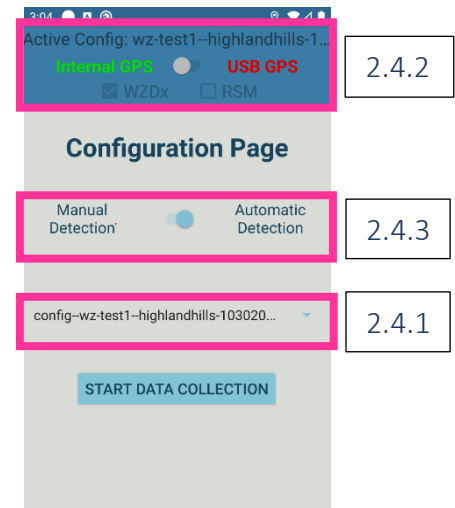 3:04
Active Config: wz-test1--highlandhills-1...
Internal GPS USB GPS
WZDx RSM
2.4.2
Configuration Page
Manual Detection
Automatic Detection
2.4.3
config--wz-test1--highlandhills-103020...
2.4.1
START DATA COLLECTION